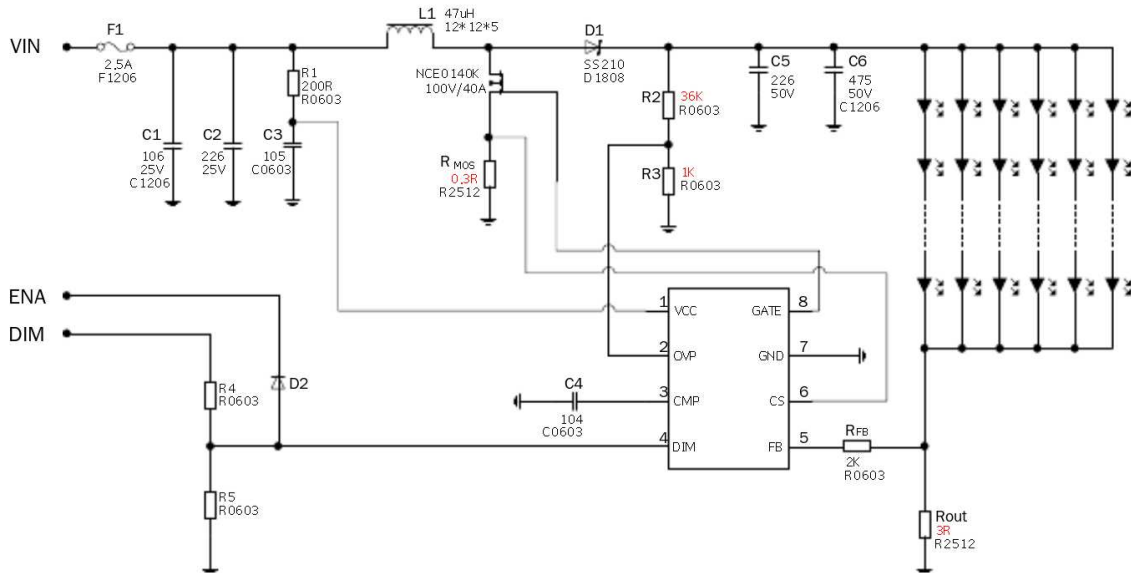 VIN
F1
2.5A
F1206
L1
47uH
12*12*5
D1
SS210
D1808
NCE0140K
100V/40A
R1
200R
R0603
C1
106
25V
C1206
C2
226
25V
C3
105
C0603
R MOS
0.3R
R2512
R2
36K
R0603
R3
1K
R0603
C5
226
50V
C6
475
50V
C1206
ENA
DIM
R4
R0603
D2
R5
R0603
C4
104
C0603
1
VCC
2
OVP
3
CMP
4
DIM
GATE
8
GND
7
CS
6
FB
5
RFB
2K
R0603
Rout
3R
R2512